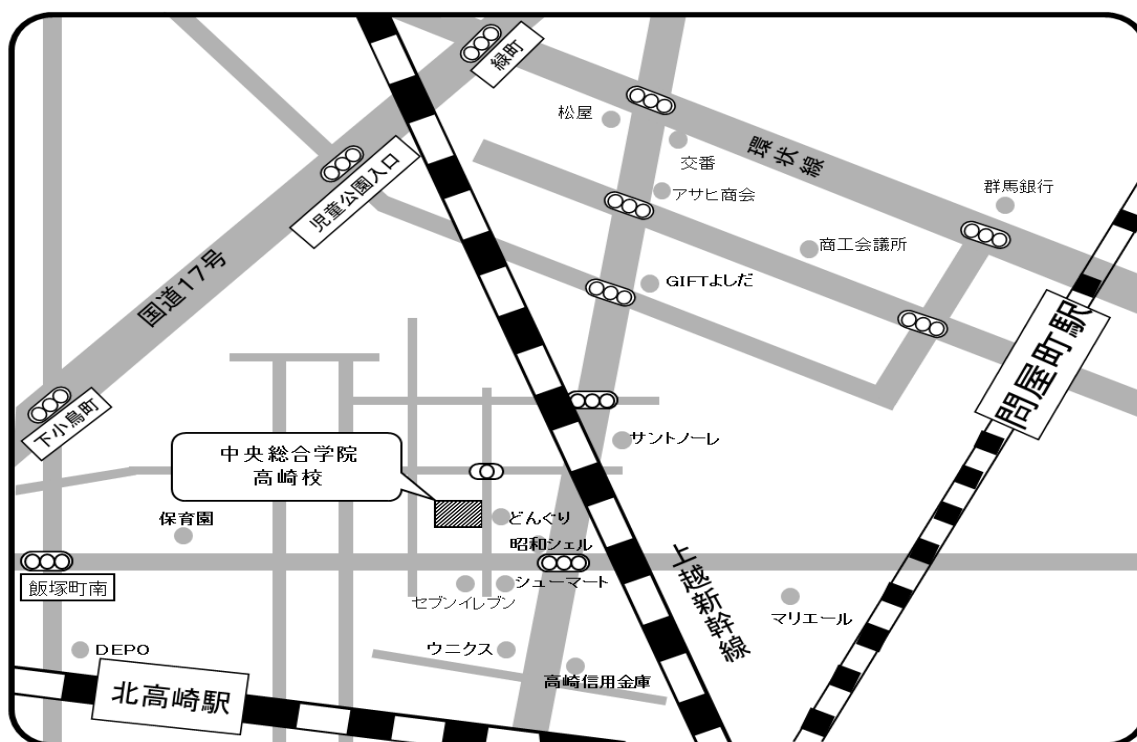 緑町
松屋
交番
環状線
アサヒ商会
群馬銀行
児童公園入口
商工会議所
国道17号
GIFTよしだ
問屋町駅
下小鳥町
サントノーレ
中央総合学院
高崎校
保育園
どんぐり
昭和シェル
飯塚町南
セブンイレブン
シューマート
上越新幹線
マリエール
DEPO
ウニクス
高崎信用金庫
北高崎駅